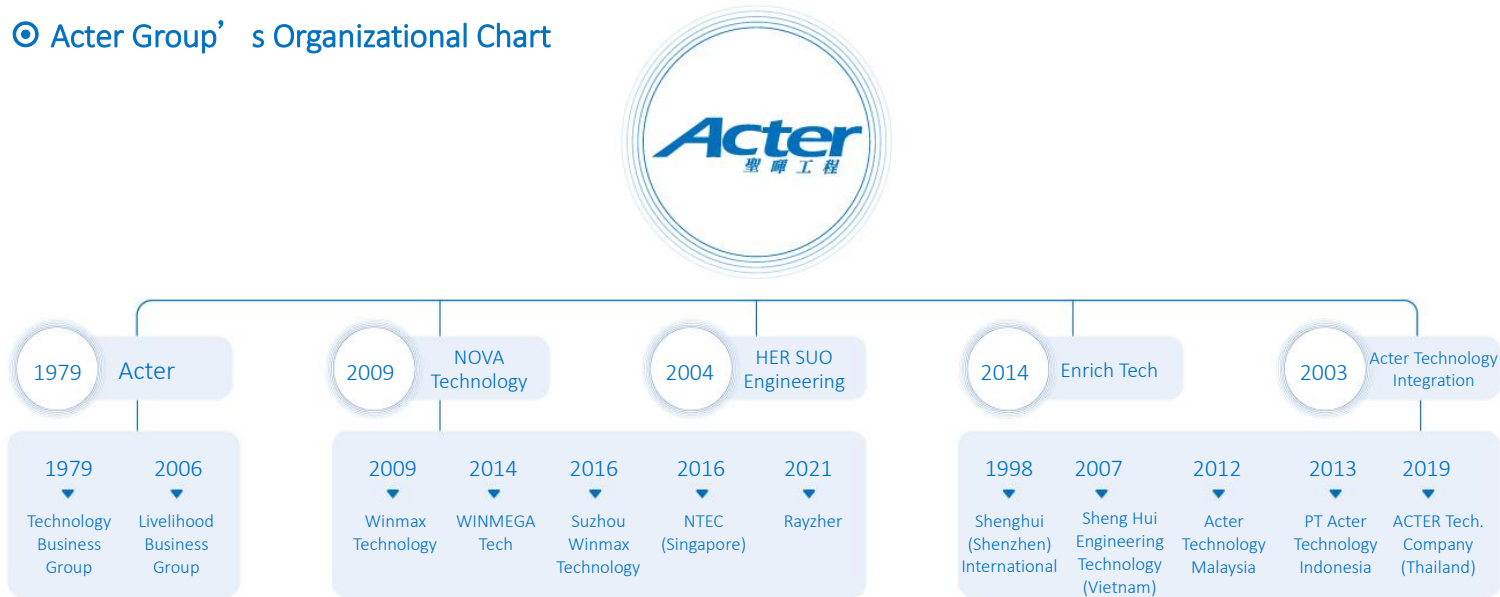 Acter Group’s Organizational Chart
Acter
聖暉工程
1979
Acter
2009
NOVA
Technology
2004
HER SUO
Engineering
2014
Enrich Tech
2003
Acter Technology
Integration
1979
Technology
Business
Group
2006
Livelihood
Business
Group
2009
Winmax
Technology
2014
WINMEGA
Tech
2016
Suzhou
Winmax
Technology
2016
NTEC
(Singapore)
2021
Rayzher
1998
Shenghui
(Shenzhen)
International
2007
Sheng Hui
Engineering
Technology
(Vietnam)
2012
Acter
Technology
Malaysia
2013
PT Acter
Technology
Indonesia
2019
ACTER Tech.
Company
(Thailand)